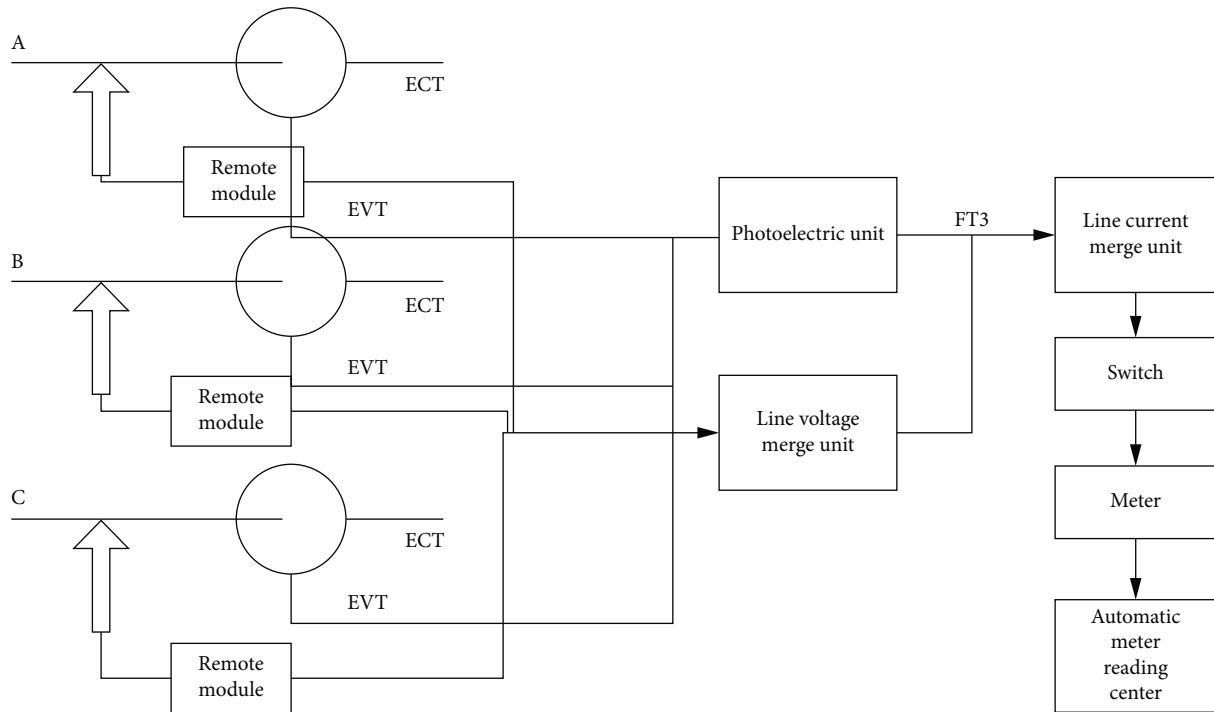 A
ECT
Remote
module
EVT
B
ECT
Remote
module
EVT
C
ECT
EVT
Remote
module
Photoelectric unit
FT3
Line voltage
merge unit
Line current
merge unit
Switch
Meter
Automatic
meter
reading
center